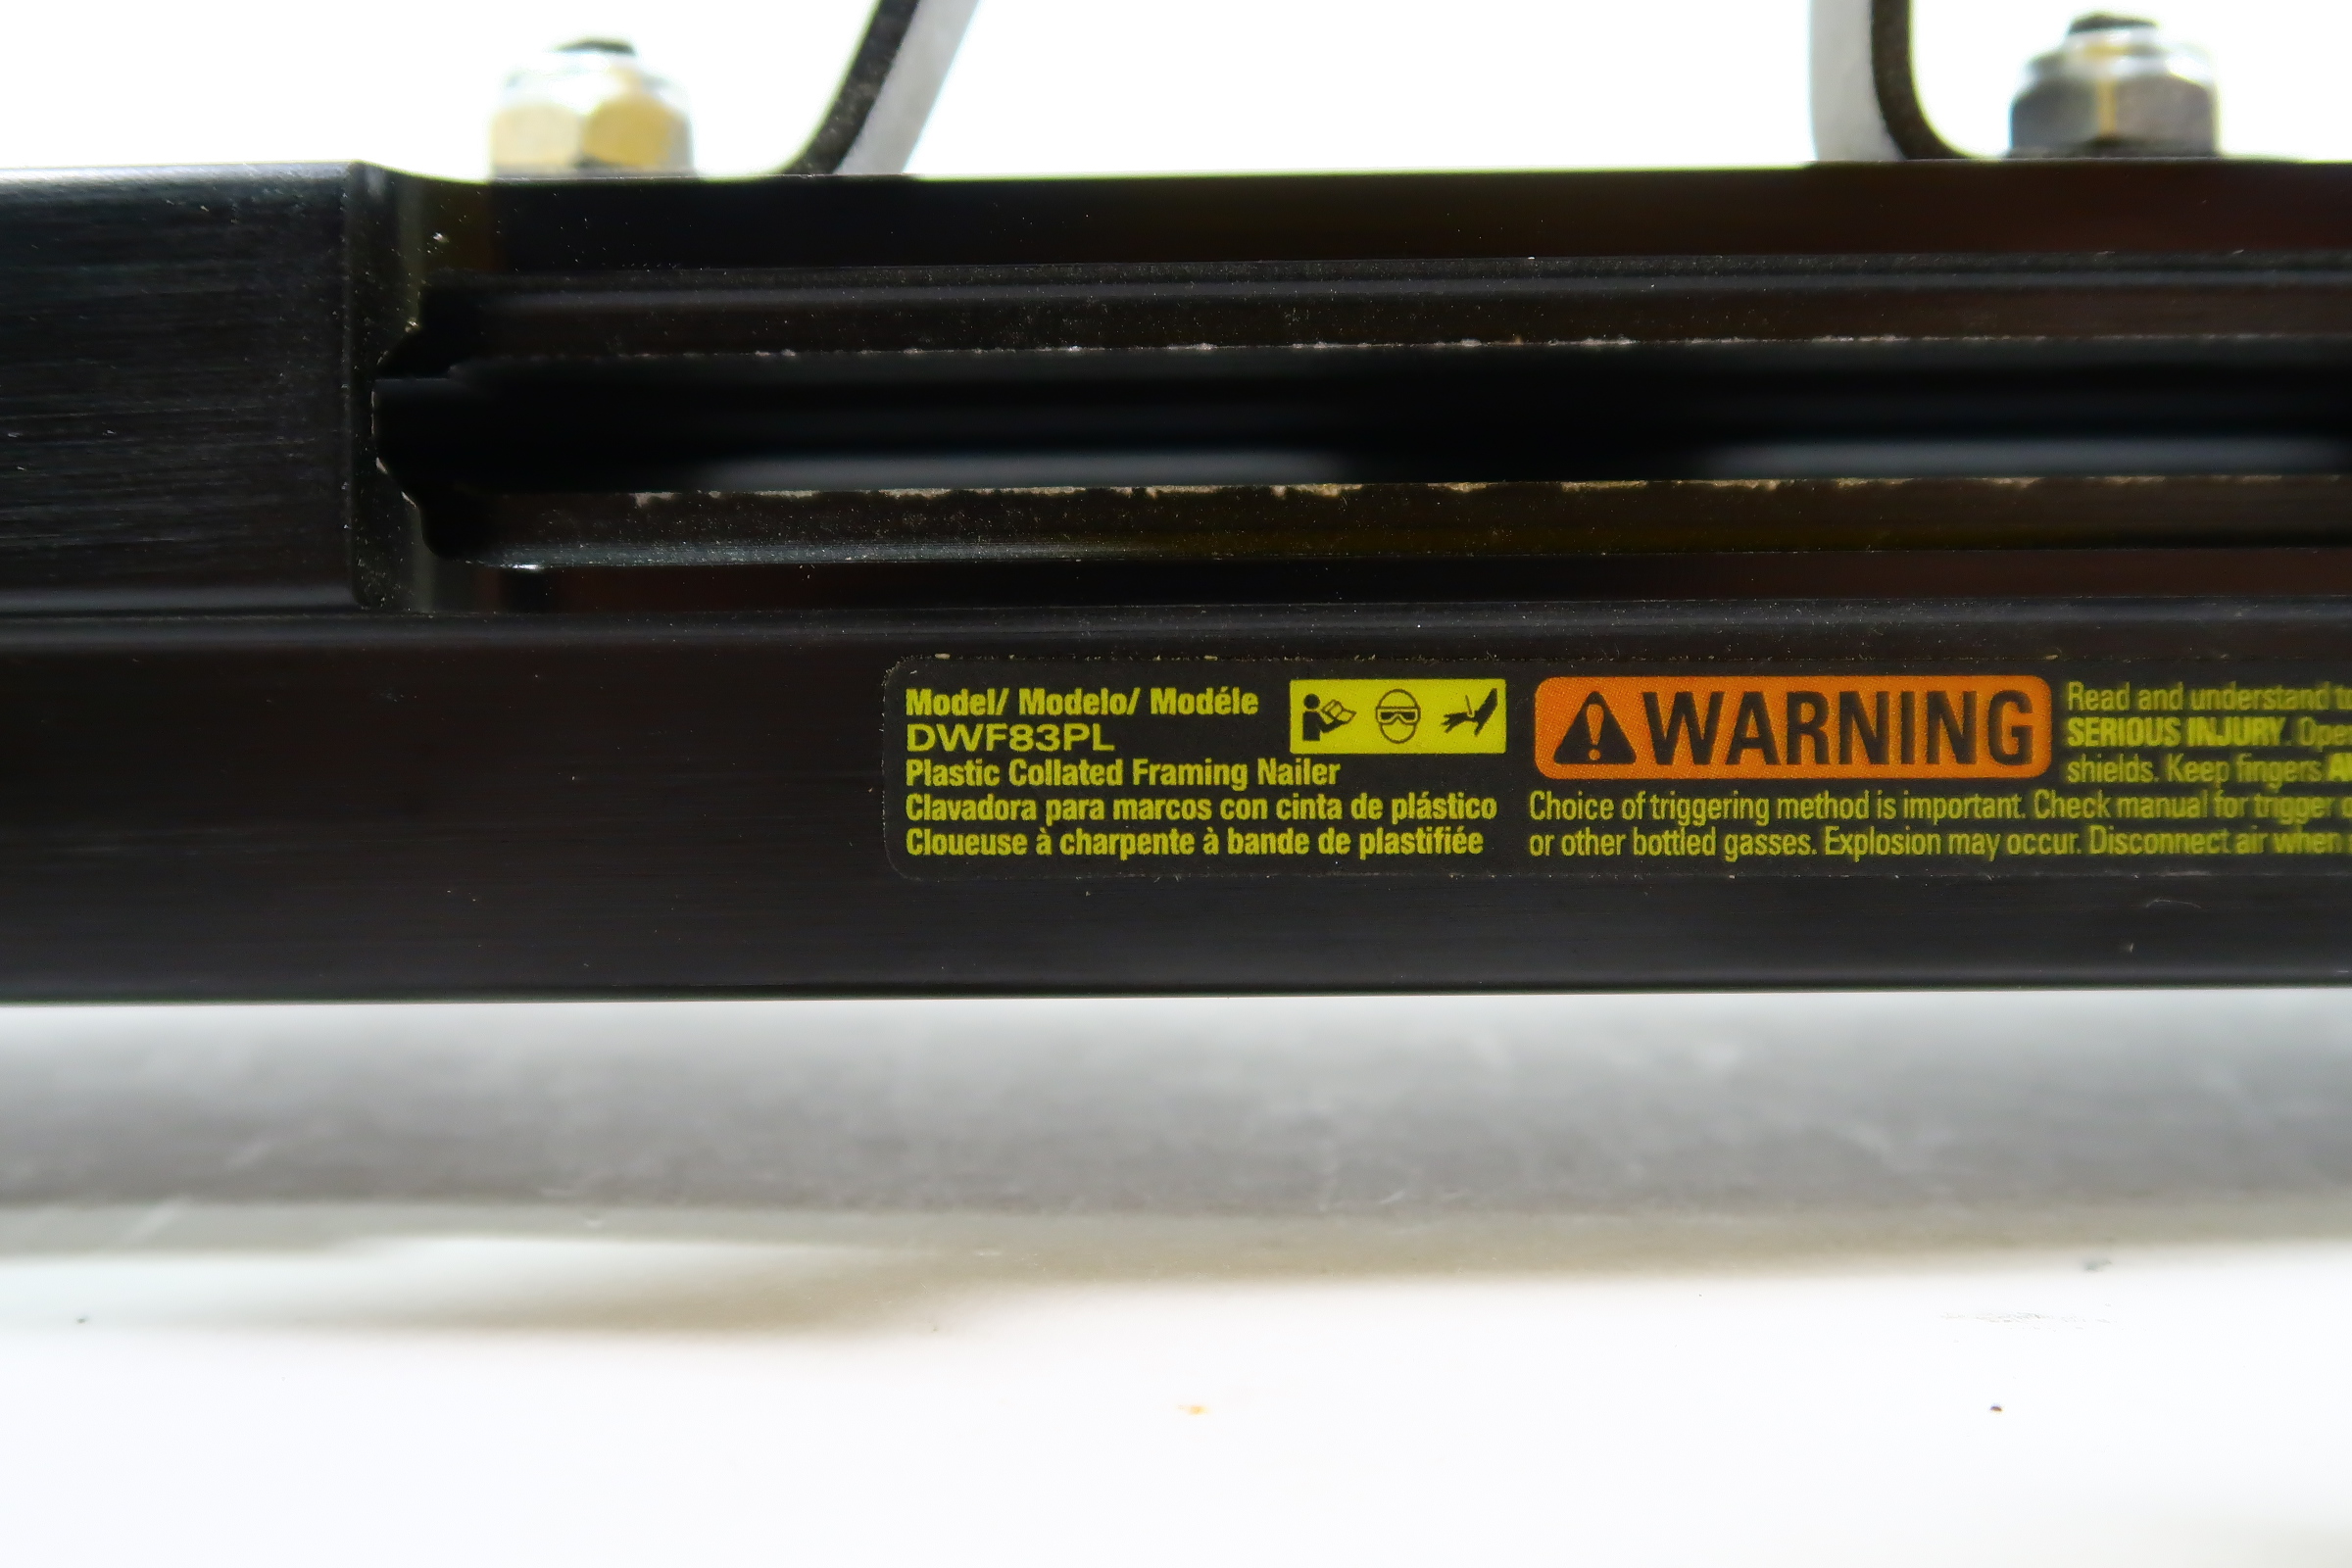 Model/ Modelo/ Modéle
DWF83PL
Plastic Collated Framing Nailer
Clavadora para marcos con cinta de plástico
Cloueuse à charpente à bande de plastifiée
WARNING
Read and understand
SERIOUS INJURY.
shields. Keep fingers
Choice of triggering method is important. Check manual for trigger
or other bottled gasses. Explosion may occur. Disconnect air when